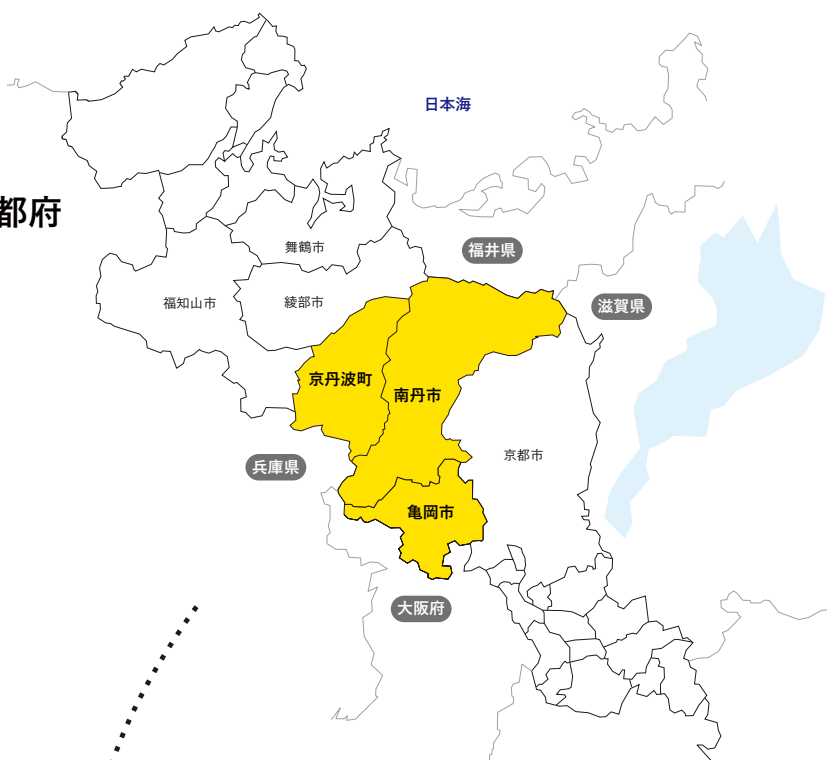 日本海
都府
舞鶴市
福井県
福知山市
綾部市
滋賀県
京丹波町
南丹市
京都市
兵庫県
亀岡市
大阪府